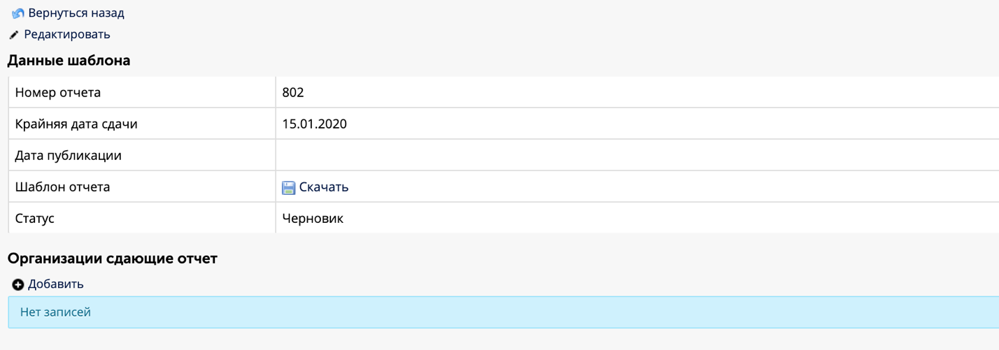 Вернуться назад
Редактировать
Данные шаблона
Номер отчета 802
Крайняя дата сдачи 15.01.2020
Дата публикации
Шаблон отчета Скачать
Статус Черновик
Организации сдающие отчет
Добавить
Нет записей